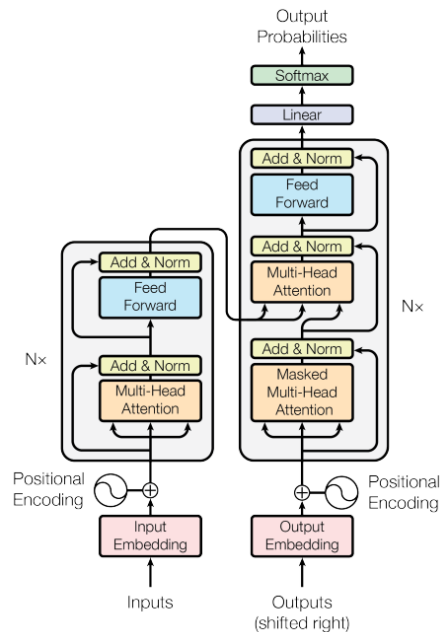 Output
Probabilities
Softmax
Linear
Add & Norm
Feed
Forward
Add & Norm
Multi-Head
Attention
Nx
Add & Norm
Masked
Multi-Head
Attention
Positional
Encoding
Output
Embedding
Outputs
(shifted right)
Add & Norm
Feed
Forward
Nx
Add & Norm
Multi-Head
Attention
Positional
Encoding
Input
Embedding
Inputs